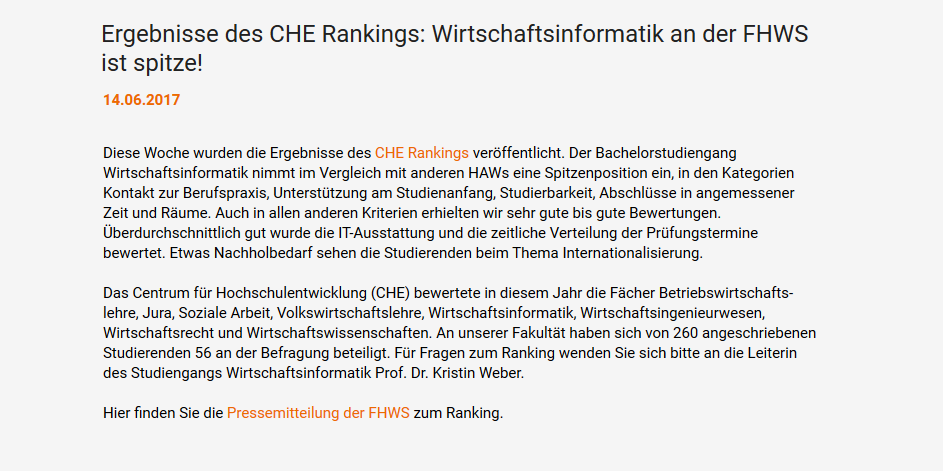 Ergebnisse des CHE Rankings: Wirtschaftsinformatik an der FHWS
ist spitze!
14.06.2017
Diese Woche wurden die Ergebnisse des CHE Rankings veröffentlicht. Der Bachelorstudiengang
Wirtschaftsinformatik nimmt im Vergleich mit anderen HAWs eine Spitzenposition ein, in den Kategorien
Kontakt zur Berufspraxis, Unterstützung am Studienanfang, Studierbarkeit, Abschlüsse in angemessener
Zeit und Räume. Auch in allen anderen Kriterien erhielten wir sehr gute bis gute Bewertungen.
Überdurchschnittlich gut wurde die IT-Ausstattung und die zeitliche Verteilung der Prüfungstermine
bewertet. Etwas Nachholbedarf sehen die Studierenden beim Thema Internationalisierung.
Das Centrum für Hochschulentwicklung (CHE) bewertete in diesem Jahr die Fächer Betriebswirtschafts-
lehre, Jura, Soziale Arbeit, Volkswirtschaftslehre, Wirtschaftsinformatik, Wirtschaftsingenieurwesen,
Wirtschaftsrecht und Wirtschaftswissenschaften. An unserer Fakultät haben sich von 260 angeschriebenen
Studierenden 56 an der Befragung beteiligt. Für Fragen zum Ranking wenden Sie sich bitte an die Leiterin
des Studiengangs Wirtschaftsinformatik Prof. Dr. Kristin Weber.
Hier finden Sie die Pressemitteilung der FHWS zum Ranking.